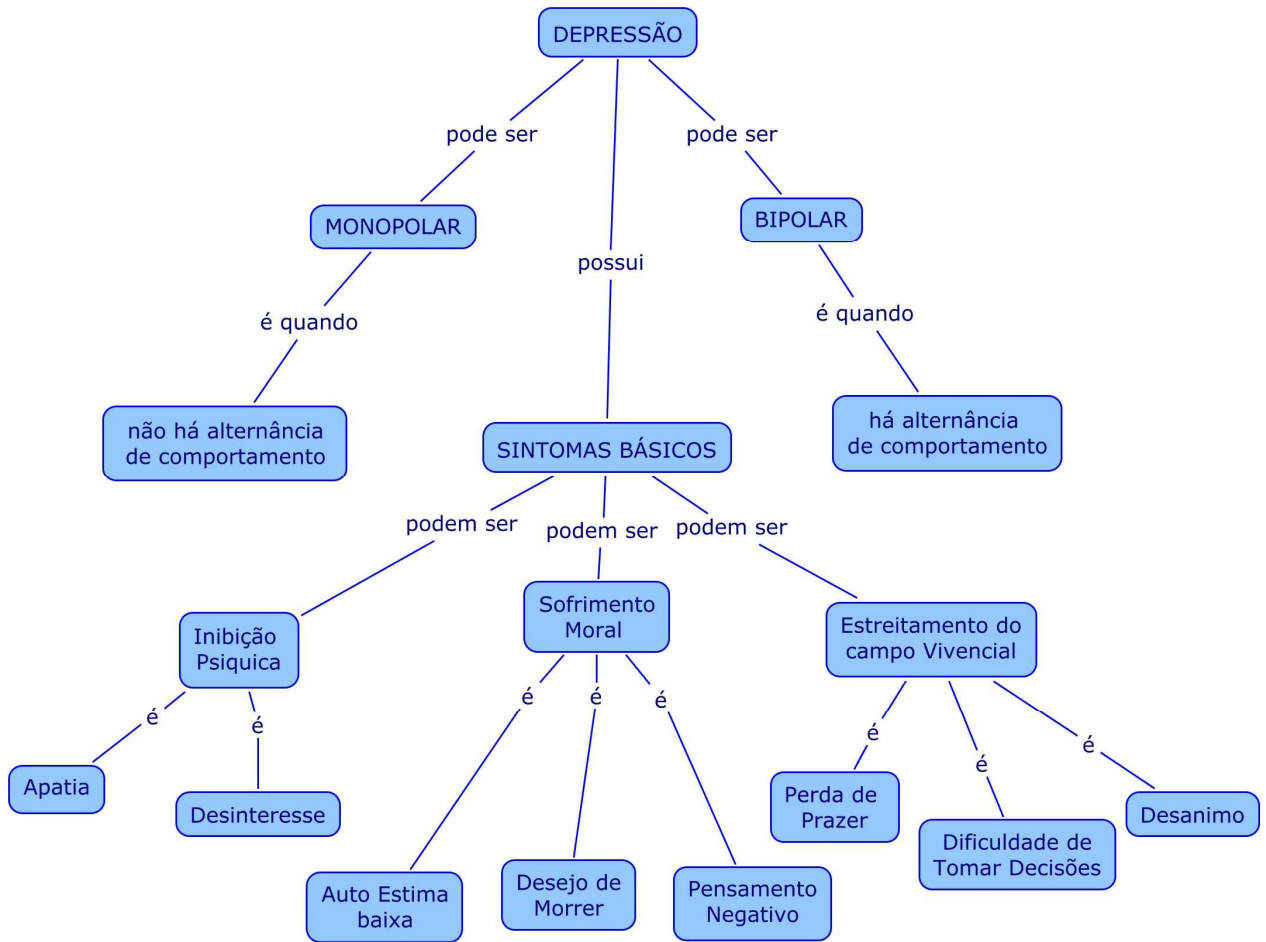 DEPRESSÃO
pode ser
pode ser
MONOPOLAR
BIPOLAR
possui
é quando
é quando
não há alternância
de comportamento
há alternância
de comportamento
SINTOMAS BÁSICOS
podem ser
podem ser
podem ser
Inibição
Psiquica
Sofrimento
Moral
Estreitamento do
campo Vivencial
é
é
é
é
é
é
é
é
Apatia
Desinteresse
Auto Estima
baixa
Desejo de
Morrer
Pensamento
Negativo
Perda de
Prazer
Dificuldade de
Tomar Decisões
Desanimo